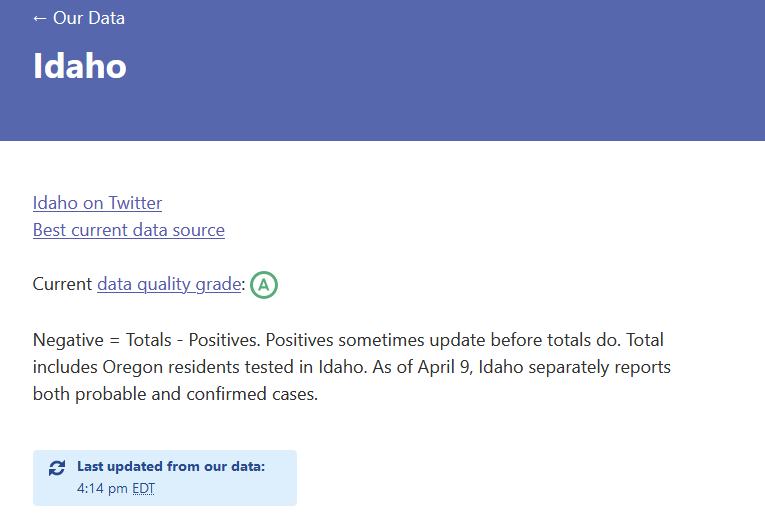 ← Our Data
Idaho
Idaho on Twitter
Best current data source
Current data quality grade: A
Negative = Totals - Positives. Positives sometimes update before totals do. Total
includes Oregon residents tested in Idaho. As of April 9, Idaho separately reports
both probable and confirmed cases.
Last updated from our data:
4:14 pm EDT